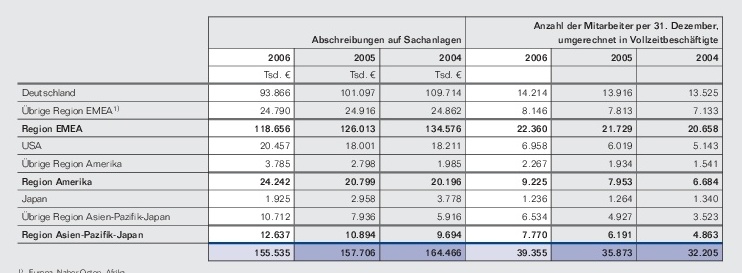 Anzahl der Mitarbeiter per 31. Dezember,
Abschreibungen auf Sachanlagen umgerechnet in Vollzeitbeschäftigte
2006 2005 2004 2006 2005 2004
Tsd. € Tsd. € Tsd. €
Deutschland 93.866 101.097 109.714 14.214 13.916 13.525
Übrige Region EMEA1) 24.790 24.916 24.862 8.146 7.813 7.133
Region EMEA 118.656 126.013 134.576 22.360 21.729 20.658
USA 20.457 18.001 18.211 6.958 6.019 5.143
Übrige Region Amerika 3.785 2.798 1.985 2.267 1.934 1.541
Region Amerika 24.242 20.799 20.196 9.225 7.953 6.684
Japan 1.925 2.958 3.778 1.236 1.264 1.340
Übrige Region Asien-Pazifik-Japan 10.712 7.936 5.916 6.534 4.927 3.523
Region Asien-Pazifik-Japan 12.637 10.894 9.694 7.770 6.191 4.863
155.535 157.706 164.466 39.355 35.873 32.205